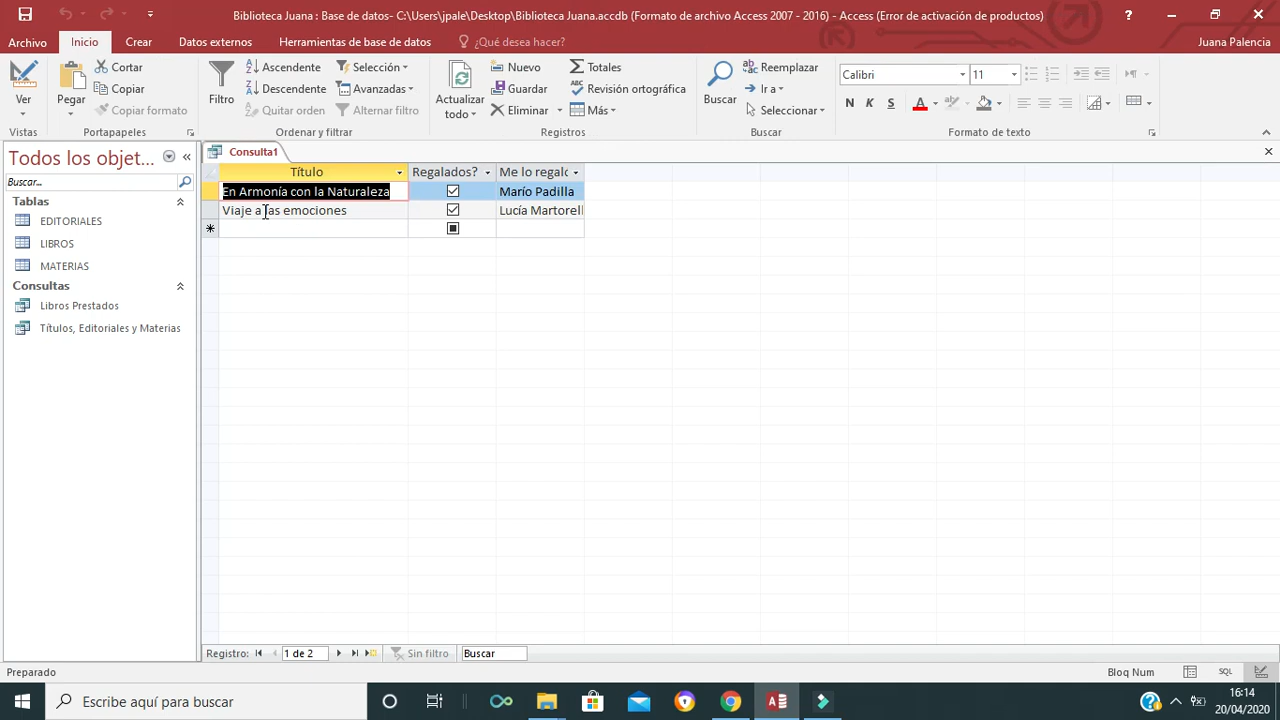 Biblioteca Juana : Base de datos- C:\Users\jpale\Desktop\Biblioteca Juana.accdb (Formato de archivo Access 2007 - 2016) - Access (Error de activación de productos)
Archivo Inicio Crear Datos externos Herramientas de base de datos ¿Qué desea hacer? Juana Palencia
Ver
Vistas
Pegar
Cortar
Copiar
Copiar formato
Portapapeles
Filtro
Ascendente
Descendente
Quitar orden
Selección
Avanzadas
Alternar filtro
Ordenar y filtrar
Actualizar
todo
Nuevo
Guardar
Eliminar
Totales
Revisión ortográfica
Más
Registros
Buscar
Reemplazar
Ir a
Seleccionar
Buscar
Calibri 11
N K S A
Formato de texto
Todos los objet...
Buscar...
Tablas
EDITORIALES
LIBROS
MATERIAS
Consultas
Libros Prestados
Títulos, Editoriales y Materias
Consulta1
Título Regalados? Me lo regalo
En Armonía con la Naturaleza Marío Padilla
Viaje a las emociones Lucía Martorell
Registro: 1 de 2 Sin filtro Buscar
Preparado Bloq Num SQL
Escribe aquí para buscar
16:14
20/04/2020